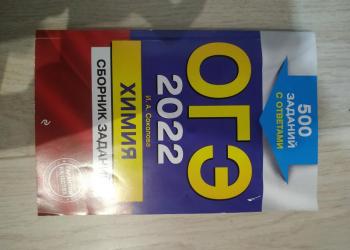 500
ЗАДАНИЙ
С ОТВЕТАМИ
ОГЭ
2022
И. А. Соколова
ХИМИЯ
СБОРНИК ЗАДАНИЙ